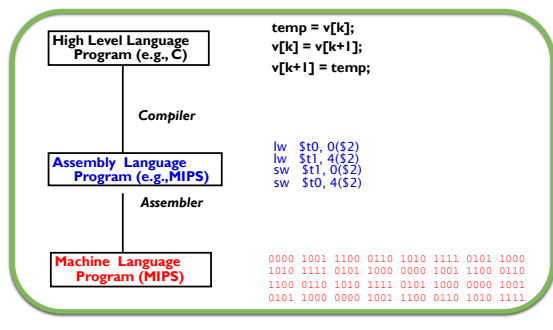 High Level Language
Program (e.g., C)
temp = v[k];
v[k] = v[k+1];
v[k+1] = temp;
Compiler
Assembly Language
Program (e.g.,MIPS)
lw $t0, 0($2)
lw $t1, 4($2)
sw $t1, 0($2)
sw $t0, 4($2)
Assembler
Machine Language
Program (MIPS)
0000 1001 1100 0110 1010 1111 0101 1000
1010 1111 0101 1000 0000 1001 1100 0110
1100 0110 1010 1111 0101 1000 0000 1001
0101 1000 0000 1001 1100 0110 1010 1111